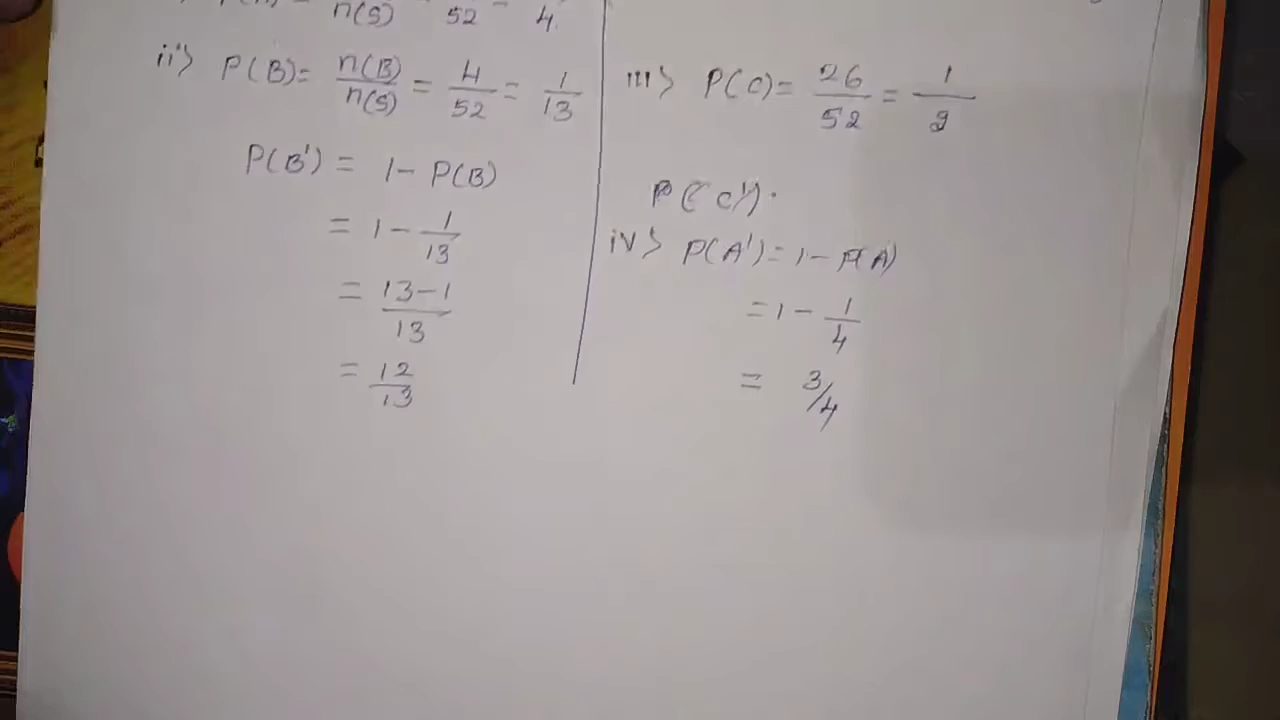 n(S) 52 4.
ii> P(B)= n(B)/n(S) = 4/52 = 1/13
P(B') = 1- P(B)
= 1 - 1/13
= 13-1/13
= 12/13
iii> P(C)= 26/52 = 1/2
P(C').
iv> P(A')= 1- P(A)
= 1 - 1/4
= 3/4